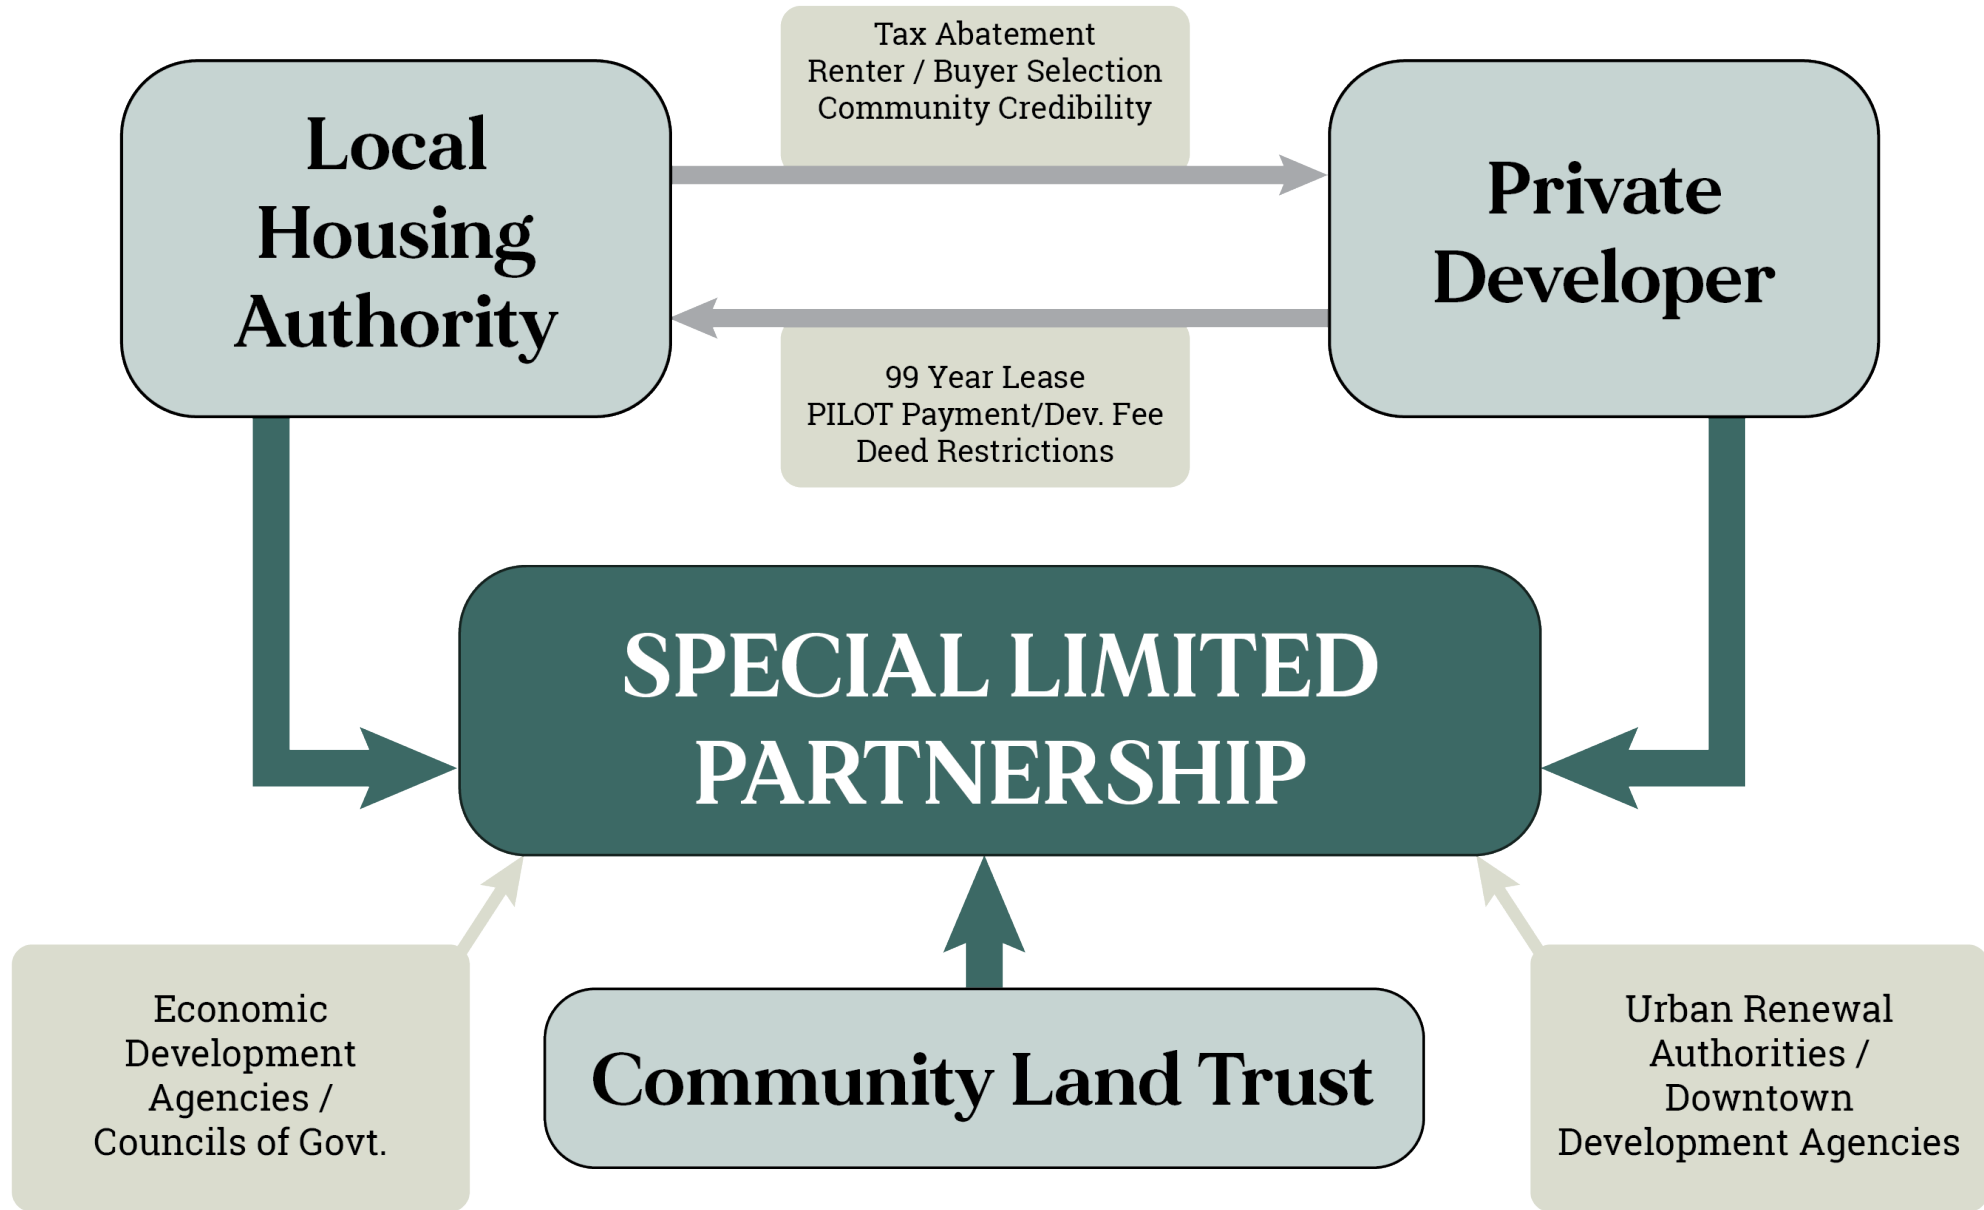 Tax Abatement
Renter / Buyer Selection
Community Credibility
Local
Housing
Authority
Private
Developer
99 Year Lease
PILOT Payment/Dev. Fee
Deed Restrictions
SPECIAL LIMITED
PARTNERSHIP
Economic
Development
Agencies /
Councils of Govt.
Community Land Trust
Urban Renewal
Authorities /
Downtown
Development Agencies